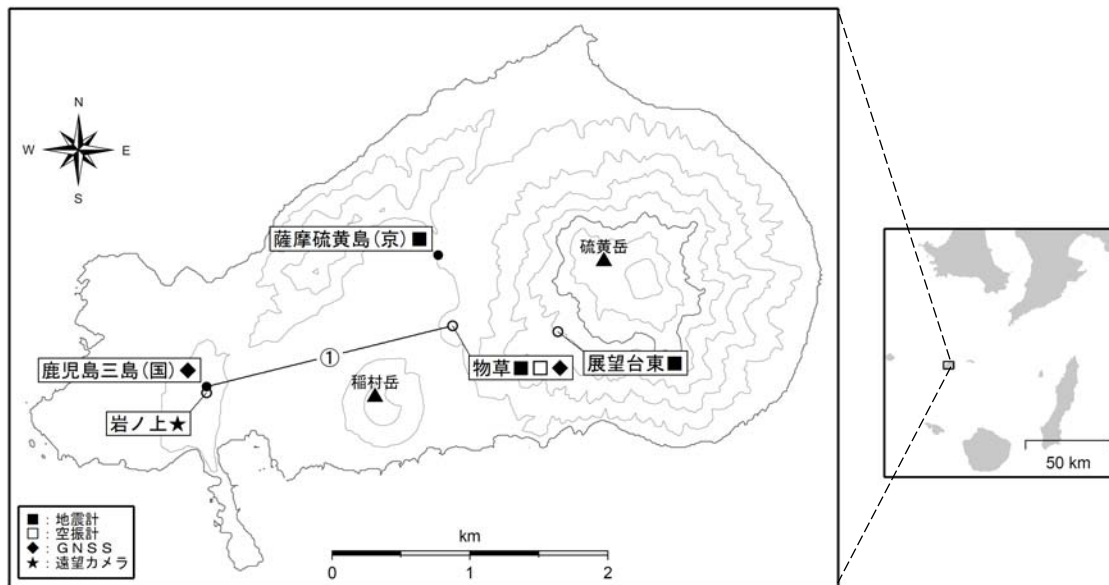 N
W E
S
薩摩硫黄島(京)■
硫黄岳
鹿児島三島(国)◆
①
物草■□◆
展望台東■
稲村岳
岩ノ上★
■：地震計
□：空振計
◆：GNSS
★：遠望カメラ
km
0 1 2
50 km